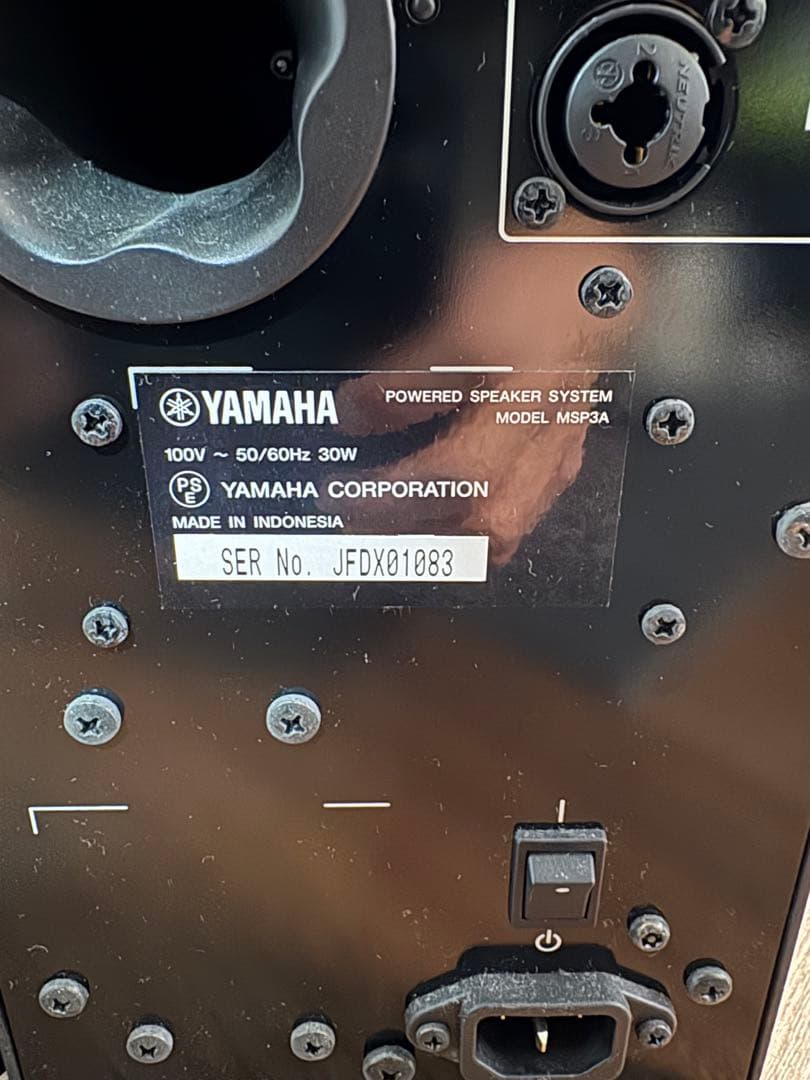 NEUTRIK
2
YAMAHA
POWERED SPEAKER SYSTEM
MODEL MSP3A
100V ~ 50/60Hz 30W
PS
E
YAMAHA CORPORATION
MADE IN INDONESIA
SER No. JFDX01083